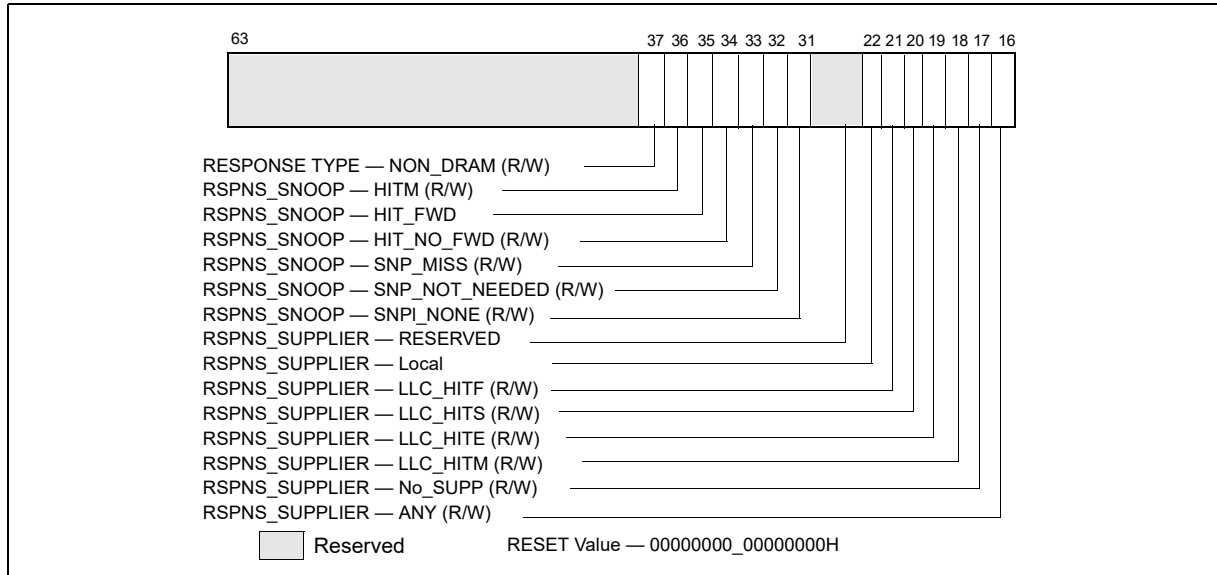 63 37 36 35 34 33 32 31 22 21 20 19 18 17 16
RESPONSE TYPE — NON_DRAM (R/W)
RSPNS_SNOOP — HITM (R/W)
RSPNS_SNOOP — HIT_FWD
RSPNS_SNOOP — HIT_NO_FWD (R/W)
RSPNS_SNOOP — SNP_MISS (R/W)
RSPNS_SNOOP — SNP_NOT_NEEDED (R/W)
RSPNS_SNOOP — SNPl_NONE (R/W)
RSPNS_SUPPLIER — RESERVED
RSPNS_SUPPLIER — Local
RSPNS_SUPPLIER — LLC_HITF (R/W)
RSPNS_SUPPLIER — LLC_HITS (R/W)
RSPNS_SUPPLIER — LLC_HITE (R/W)
RSPNS_SUPPLIER — LLC_HITM (R/W)
RSPNS_SUPPLIER — No_SUPP (R/W)
RSPNS_SUPPLIER — ANY (R/W)
Reserved RESET Value — 00000000_00000000H